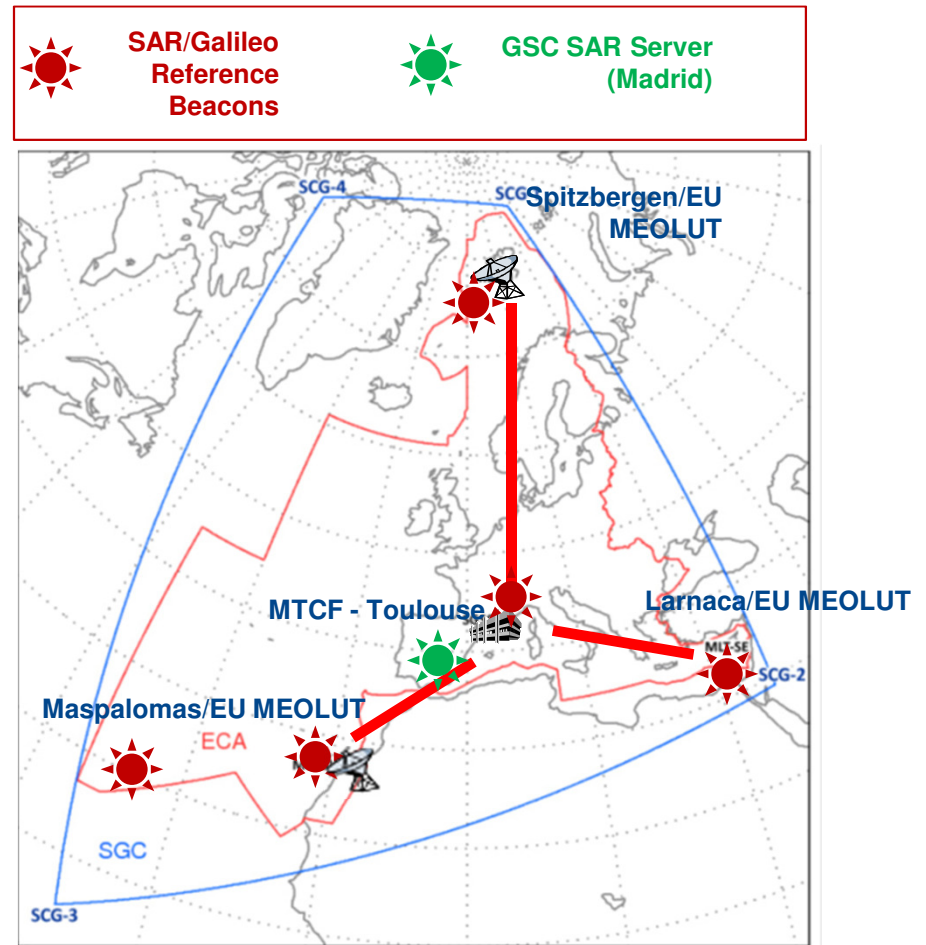 SAR/Galileo
Reference
Beacons
GSC SAR Server
(Madrid)
SCG-4
SCG
Spitzbergen/EU
MEOLUT
MTCF - Toulouse
Larnaca/EU MEOLUT
MLT-SE
SCG-2
Maspalomas/EU MEOLUT
ECA
SGC
SCG-3